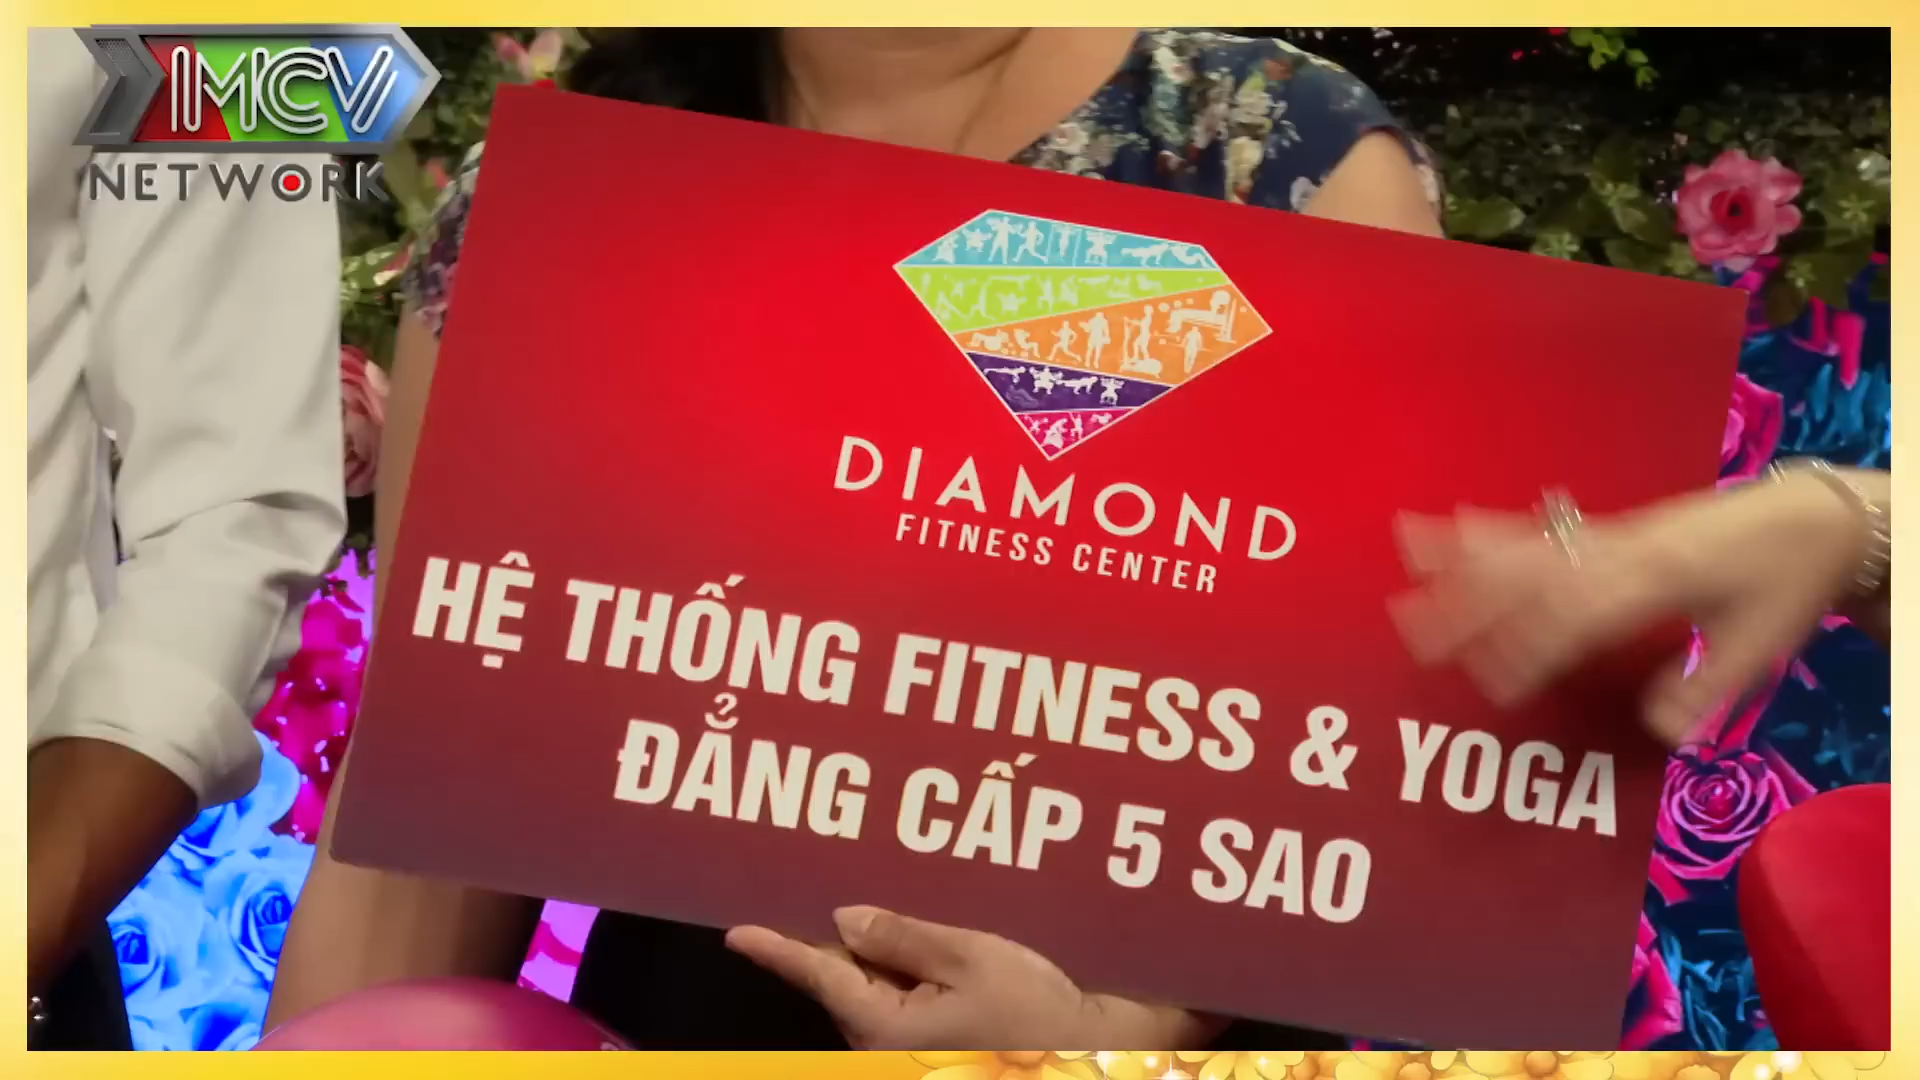 MCV
NETWORK
DIAMOND
FITNESS CENTER
HỆ THỐNG FITNESS & YOGA
ĐẲNG CẤP 5 SAO